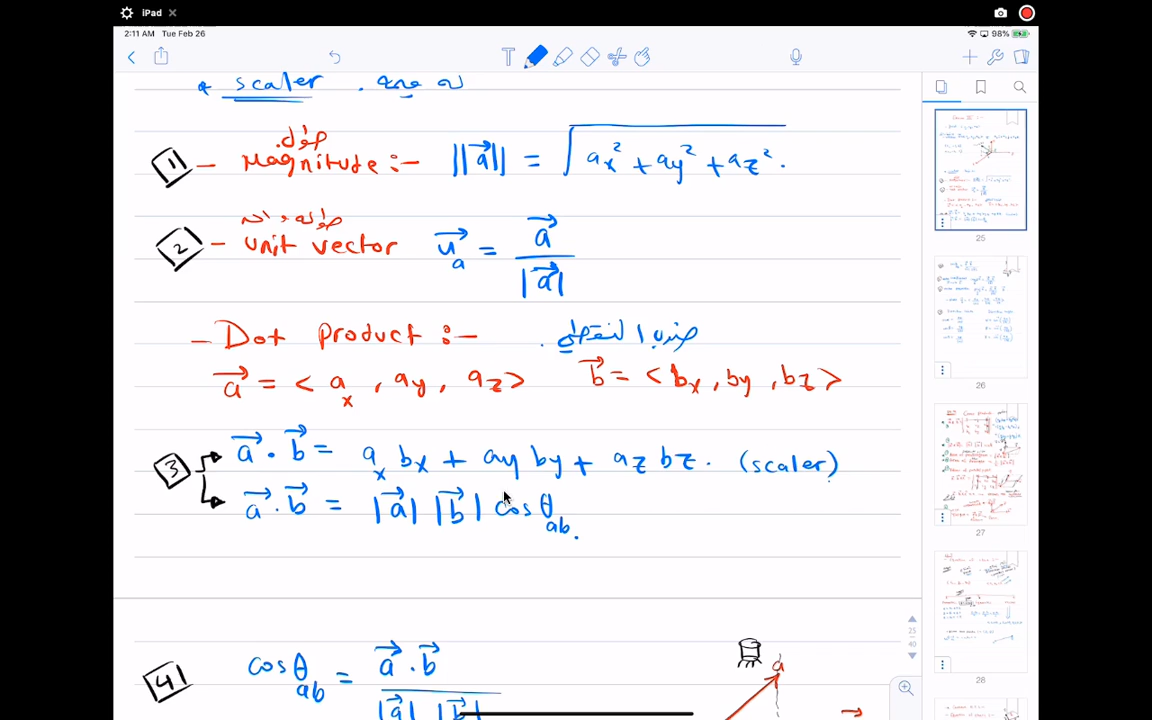 iPad
2:11 AM Tue Feb 26
98%
scaler
طول.
1 - Magnitude :- ||a⃗|| = √(ax² + ay² + az²).
2 - unit vector u⃗a = a⃗ / |a⃗|
- Dot product :- ضرب النقطي.
a⃗ = < ax , ay , az > b⃗ = < bx , by , bz >
3 a⃗ · b⃗ = ax bx + ay by + az bz . (scaler)
a⃗ · b⃗ = |a⃗| |b⃗| cos θab.
4 cos θab = a⃗ · b⃗ / |a⃗| |b⃗|
a
25
26
27
28
25
40